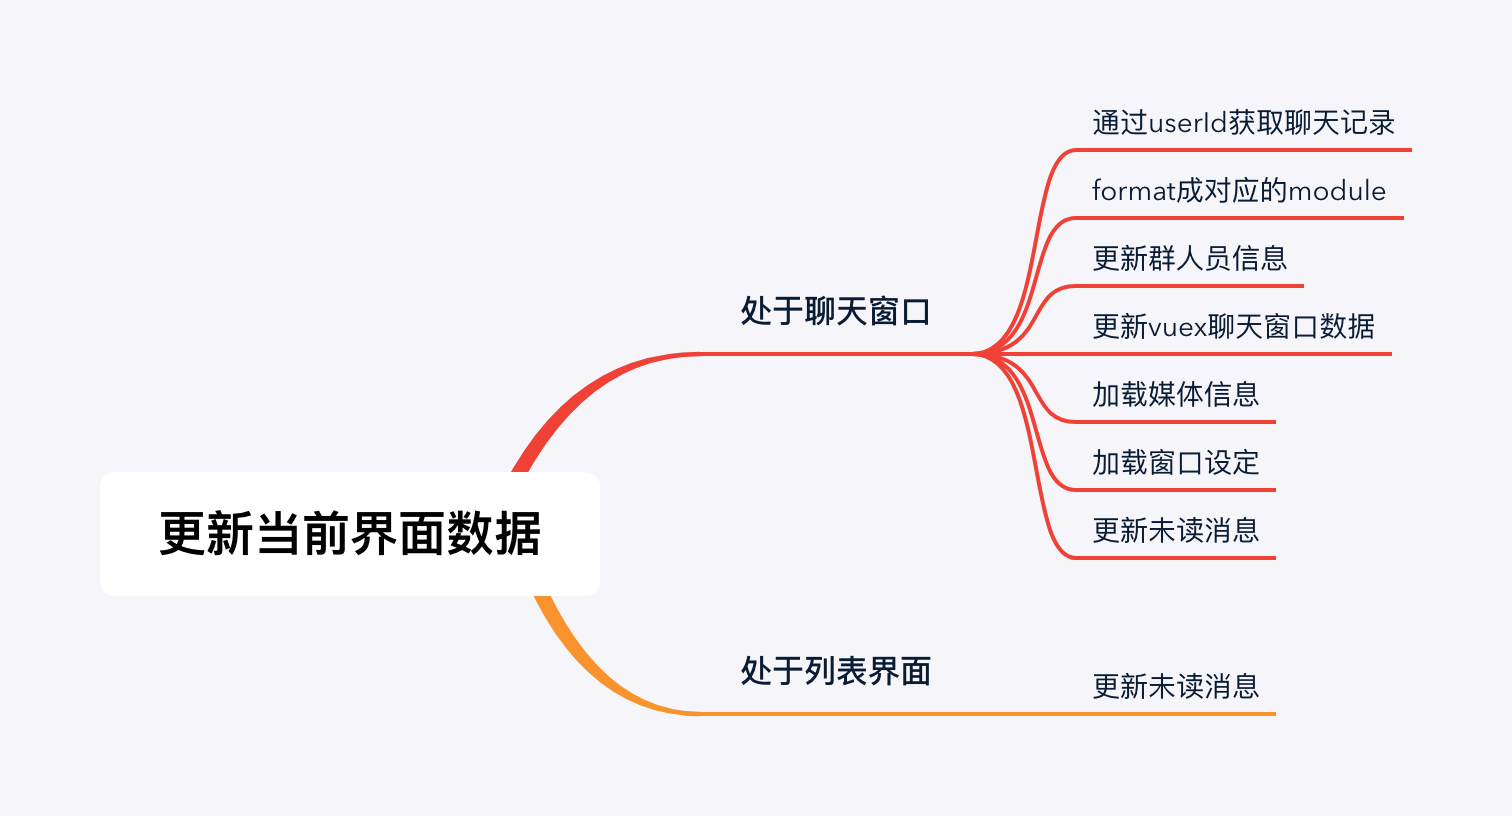 更新当前界面数据
处于聊天窗口
通过userId获取聊天记录
format成对应的module
更新群人员信息
更新vuex聊天窗口数据
加载媒体信息
加载窗口设定
更新未读消息
处于列表界面
更新未读消息